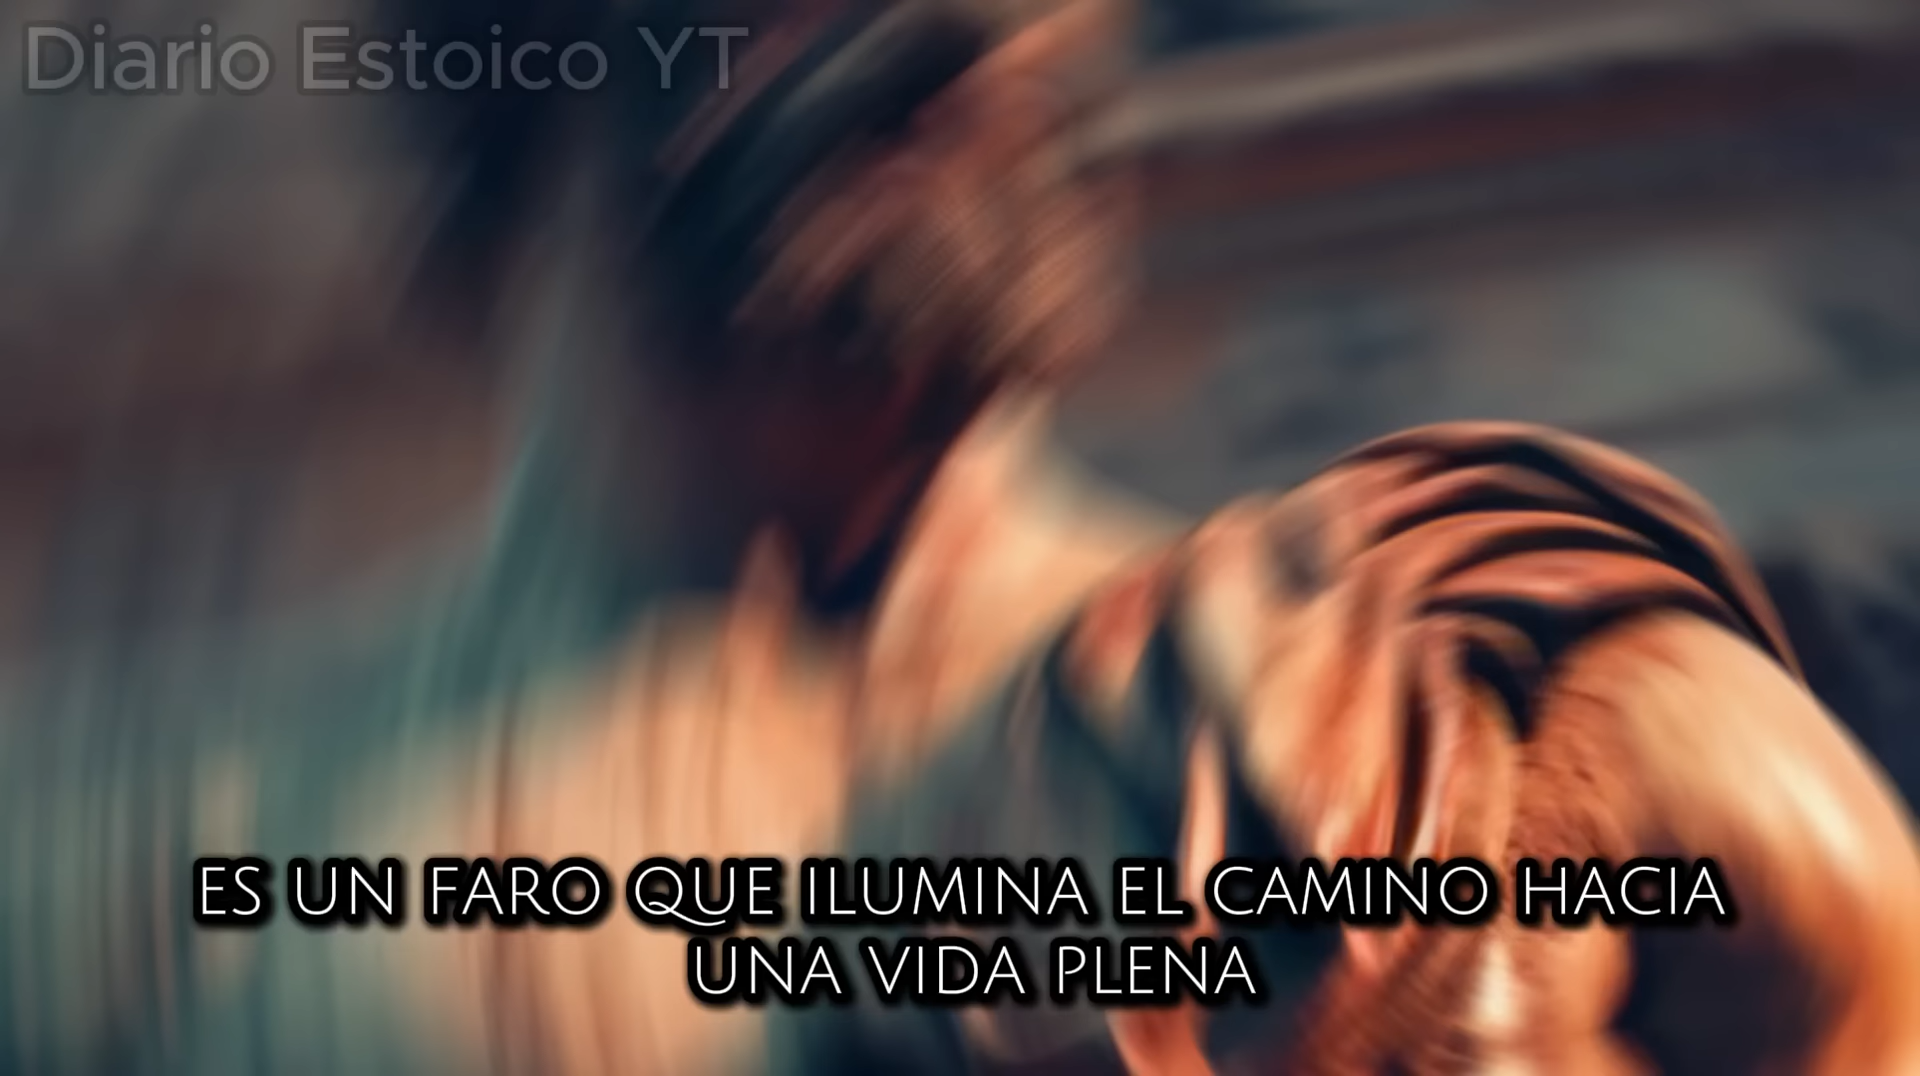 Diario Estoico YT
ES UN FARO QUE ILUMINA EL CAMINO HACIA
UNA VIDA PLENA